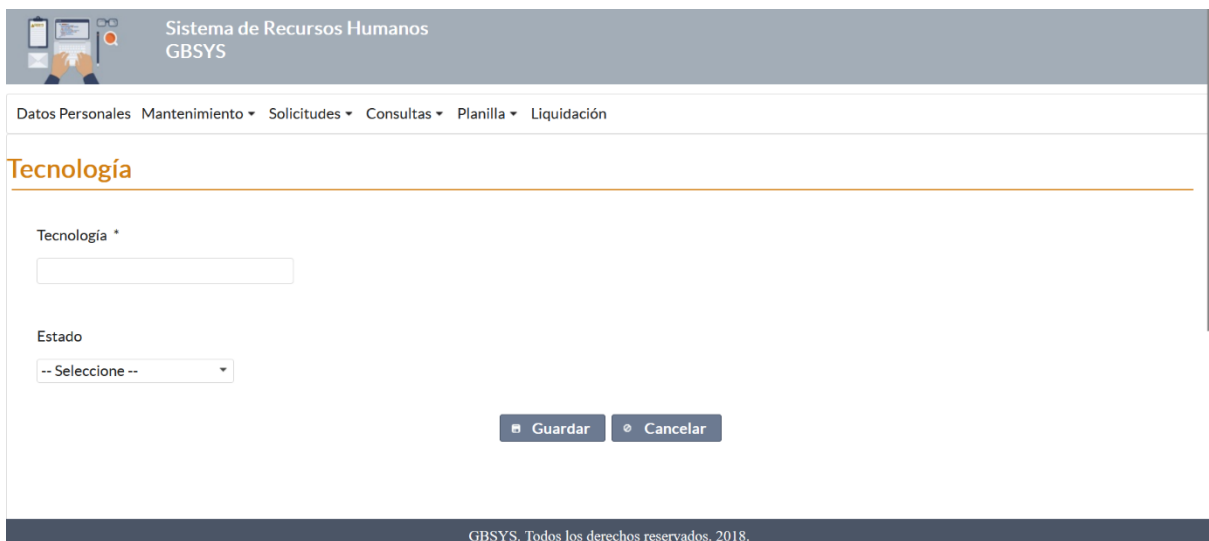 Sistema de Recursos Humanos
GBSYS
Datos Personales Mantenimiento Solicitudes Consultas Planilla Liquidación
Tecnología
Tecnología *
Estado
-- Seleccione --
Guardar Cancelar
GBSYS. Todos los derechos reservados. 2018.